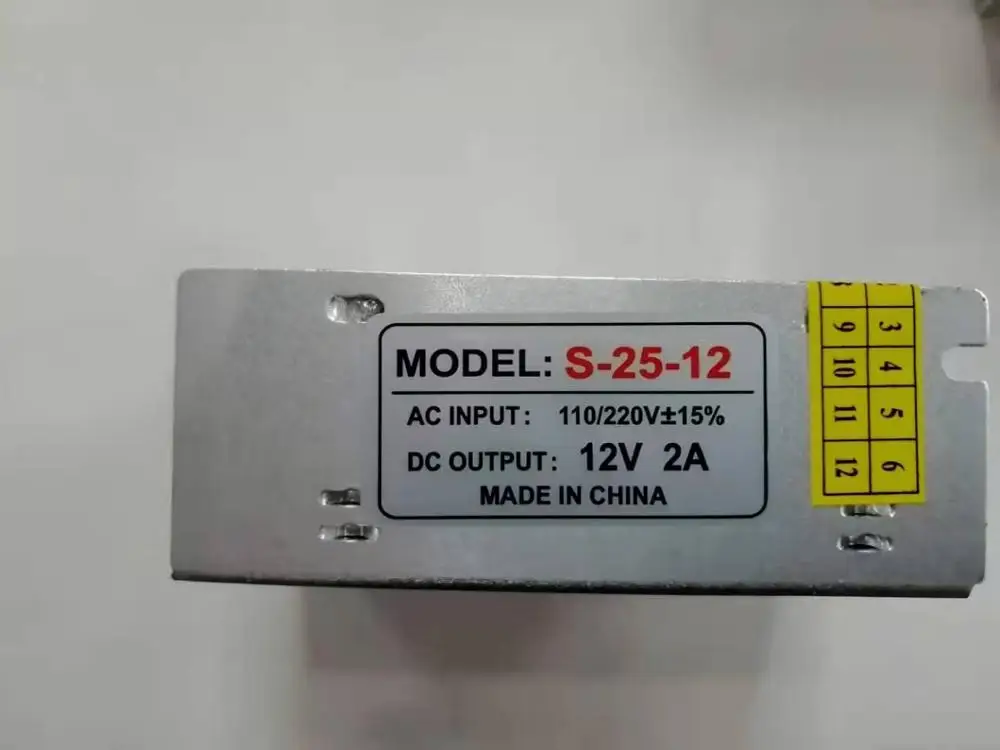 MODEL: S-25-12
AC INPUT: 110/220V±15%
DC OUTPUT: 12V 2A
MADE IN CHINA
9 3
10 4
11 5
12 6